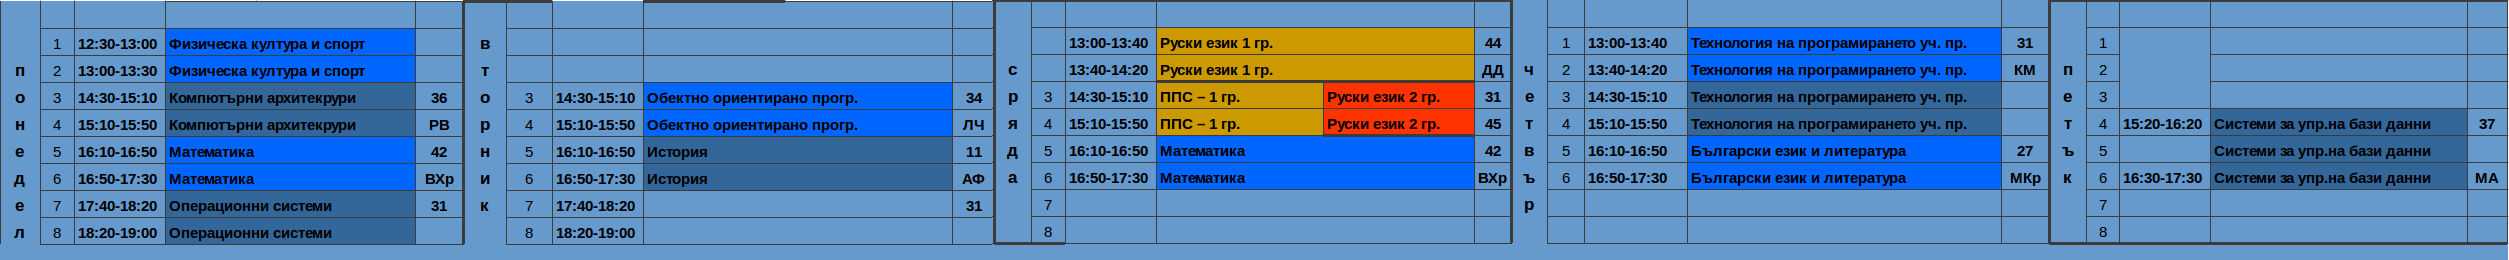 п о н е д е л
1 12:30-13:00 Физическа култура и спорт
2 13:00-13:30 Физическа култура и спорт
3 14:30-15:10 Компютърни архитекрури 36
4 15:10-15:50 Компютърни архитекрури РВ
5 16:10-16:50 Математика 42
6 16:50-17:30 Математика ВХр
7 17:40-18:20 Операционни системи 31
8 18:20-19:00 Операционни системи
в т о р н и к
3 14:30-15:10 Обектно ориентирано прогр. 34
4 15:10-15:50 Обектно ориентирано прогр. ЛЧ
5 16:10-16:50 История 11
6 16:50-17:30 История АФ
7 17:40-18:20 31
8 18:20-19:00
с р я д а
13:00-13:40 Руски език 1 гр. 44
13:40-14:20 Руски език 1 гр. ДД
3 14:30-15:10 ППС – 1 гр. Руски език 2 гр. 31
4 15:10-15:50 ППС – 1 гр. Руски език 2 гр. 45
5 16:10-16:50 Математика 42
6 16:50-17:30 Математика ВХр
7
8
ч е т в ъ р
1 13:00-13:40 Технология на програмирането уч. пр. 31
2 13:40-14:20 Технология на програмирането уч. пр. КМ
3 14:30-15:10 Технология на програмирането уч. пр.
4 15:10-15:50 Технология на програмирането уч. пр.
5 16:10-16:50 Български език и литература 27
6 16:50-17:30 Български език и литература МКр
п е т ъ к
1
2
3
4 15:20-16:20 Системи за упр.на бази данни 37
5 Системи за упр.на бази данни
6 16:30-17:30 Системи за упр.на бази данни МА
7
8